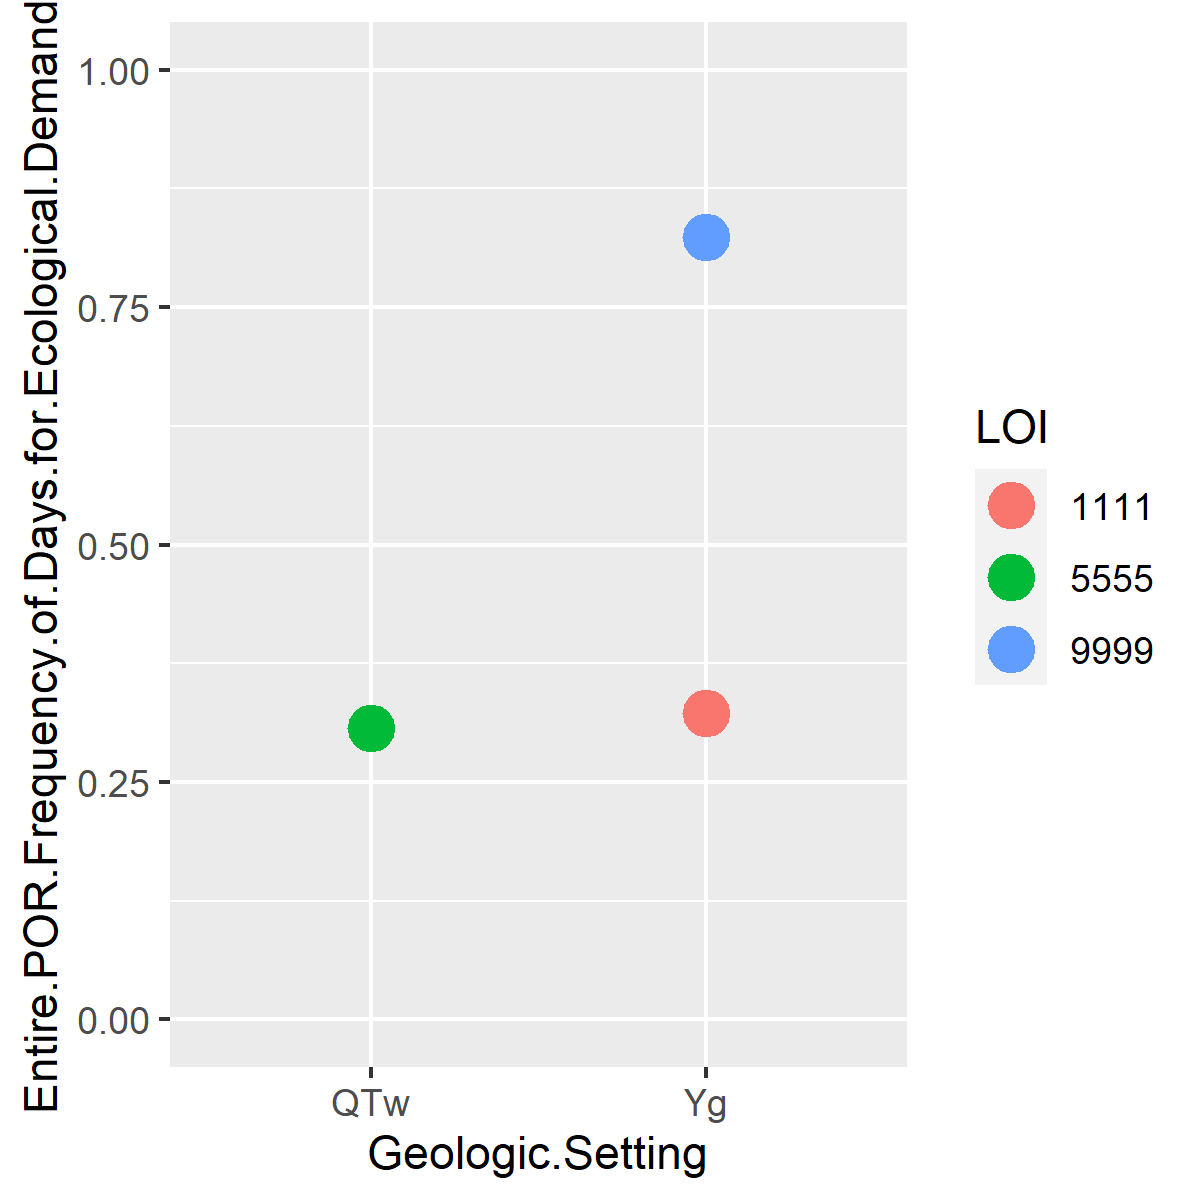 Entire.POR.Frequency.of.Days.for.Ecological.Demand
1.00
0.75
0.50
0.25
0.00
QTw
Yg
Geologic.Setting
LOI
1111
5555
9999